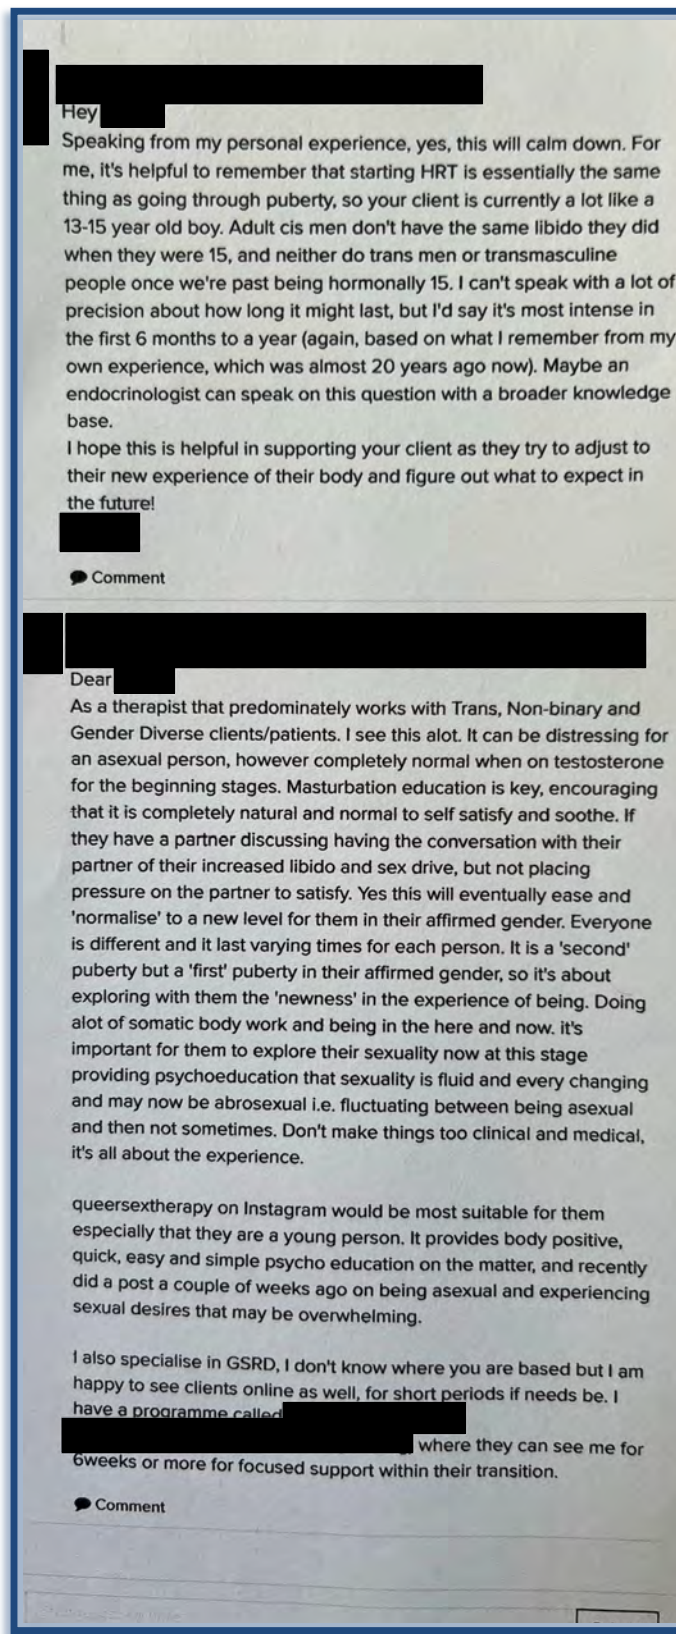 Hey
Speaking from my personal experience, yes, this will calm down. For
me, it's helpful to remember that starting HRT is essentially the same
thing as going through puberty, so your client is currently a lot like a
13-15 year old boy. Adult cis men don't have the same libido they did
when they were 15, and neither do trans men or transmasculine
people once we're past being hormonally 15. I can't speak with a lot of
precision about how long it might last, but I'd say it's most intense in
the first 6 months to a year (again, based on what I remember from my
own experience, which was almost 20 years ago now). Maybe an
endocrinologist can speak on this question with a broader knowledge
base.
I hope this is helpful in supporting your client as they try to adjust to
their new experience of their body and figure out what to expect in
the future!
Comment
Dear
As a therapist that predominately works with Trans, Non-binary and
Gender Diverse clients/patients. I see this alot. It can be distressing for
an asexual person, however completely normal when on testosterone
for the beginning stages. Masturbation education is key, encouraging
that it is completely natural and normal to self satisfy and soothe. If
they have a partner discussing having the conversation with their
partner of their increased libido and sex drive, but not placing
pressure on the partner to satisfy. Yes this will eventually ease and
'normalise' to a new level for them in their affirmed gender. Everyone
is different and it last varying times for each person. It is a 'second'
puberty but a 'first' puberty in their affirmed gender, so it's about
exploring with them the 'newness' in the experience of being. Doing
alot of somatic body work and being in the here and now. it's
important for them to explore their sexuality now at this stage
providing psychoeducation that sexuality is fluid and every changing
and may now be abrosexual i.e. fluctuating between being asexual
and then not sometimes. Don't make things too clinical and medical,
it's all about the experience.
queersextherapy on Instagram would be most suitable for them
especially that they are a young person. It provides body positive,
quick, easy and simple psycho education on the matter, and recently
did a post a couple of weeks ago on being asexual and experiencing
sexual desires that may be overwhelming.
I also specialise in GSRD, I don't know where you are based but I am
happy to see clients online as well, for short periods if needs be. I
have a programme called
where they can see me for
6weeks or more for focused support within their transition.
Comment